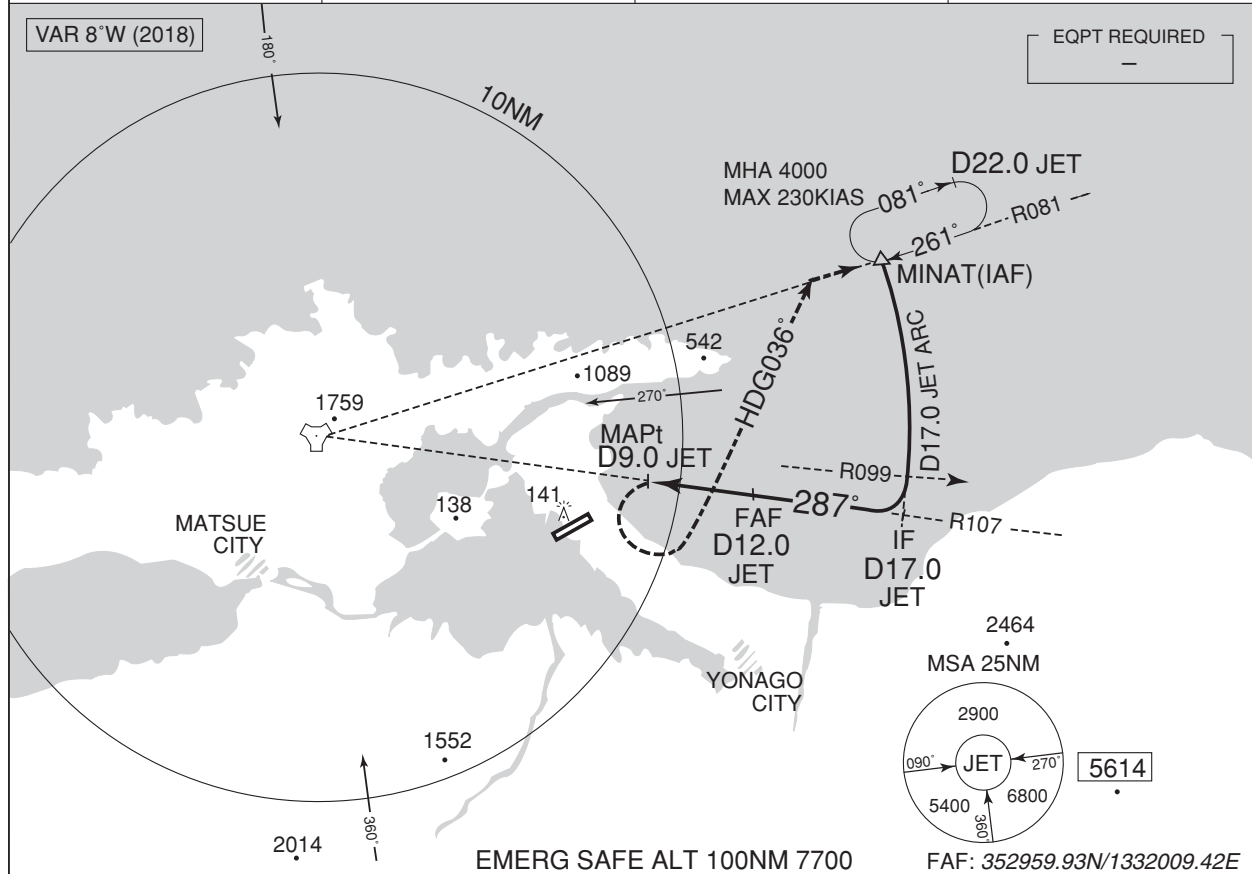 VAR 8°W (2018)
180°
EQPT REQUIRED
–
10NM
MHA 4000
MAX 230KIAS
D22.0 JET
081°
R081
261°
MINAT(IAF)
542
1089
270°
HDG036°
D17.0 JET ARC
1759
MAPt
D9.0 JET
R099
287°
141
138
FAF
D12.0
JET
IF
D17.0
JET
R107
MATSUE
CITY
2464
MSA 25NM
YONAGO
CITY
2900
090°
JET
270°
5400
6800
360°
5614
1552
360°
2014
EMERG SAFE ALT 100NM 7700
FAF: 352959.93N/1332009.42E